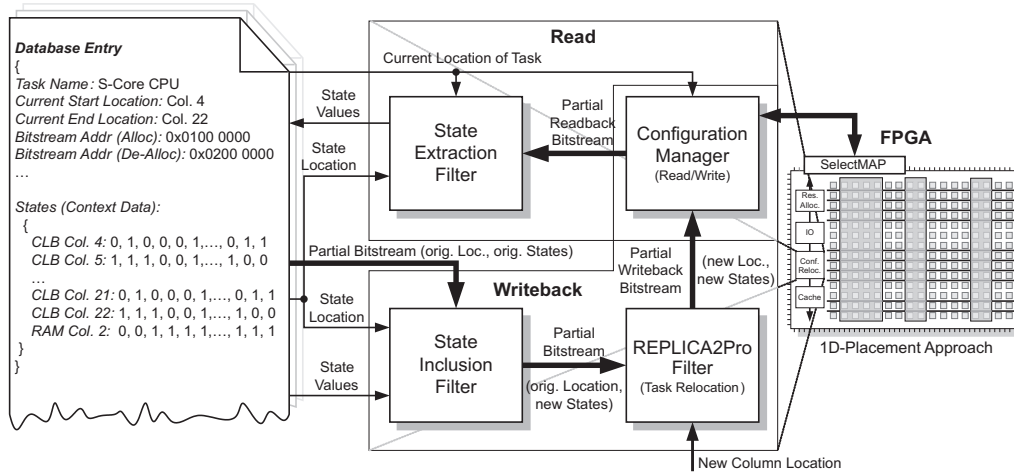 Database Entry
{
Task Name : S-Core CPU
Current Start Location: Col. 4
Current End Location: Col. 22
Bitstream Addr (Alloc): 0x0100 0000
Bitstream Addr (De-Alloc): 0x0200 0000
...
States (Context Data):
{
CLB Col. 4: 0, 1, 0, 0, 0, 1,..., 0, 1, 1
CLB Col. 5: 1, 1, 1, 0, 0, 1,..., 1, 0, 0
...
CLB Col. 21: 0, 1, 0, 0, 0, 1,..., 0, 1, 1
CLB Col. 22: 1, 1, 1, 0, 0, 1,..., 1, 0, 0
RAM Col. 2: 0, 0, 1, 1, 1, 1,..., 1, 1, 1
}
}
Read
Current Location of Task
State
Values
State
Location
State
Extraction
Filter
Partial
Readback
Bitstream
Configuration
Manager
(Read/Write)
FPGA
SelectMAP
Res.
Alloc.
IO
Conf.
Reloc.
Cache
1D-Placement Approach
Partial Bitstream (orig. Loc., orig. States)
Partial
Writeback
Bitstream
(new Loc.,
new States)
Writeback
State
Location
State
Values
State
Inclusion
Filter
Partial
Bitstream
(orig. Location,
new States)
REPLICA2Pro
Filter
(Task Relocation)
New Column Location